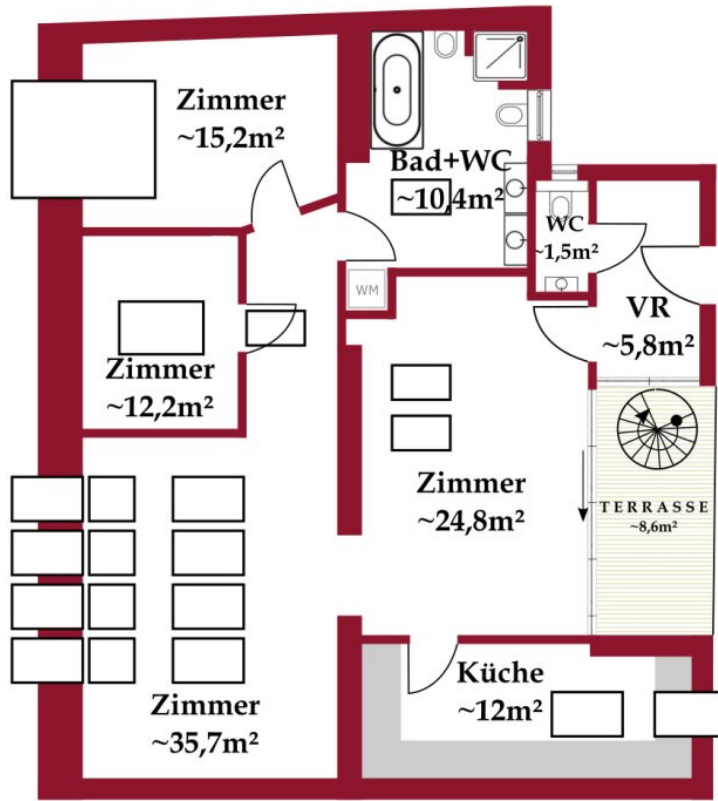 Zimmer
~15,2m²
Bad+WC
~10,4m²
WC
~1,5m²
WM
VR
~5,8m²
Zimmer
~12,2m²
Zimmer
~24,8m²
TERRASSE
~8,6m²
Zimmer
~35,7m²
Küche
~12m²